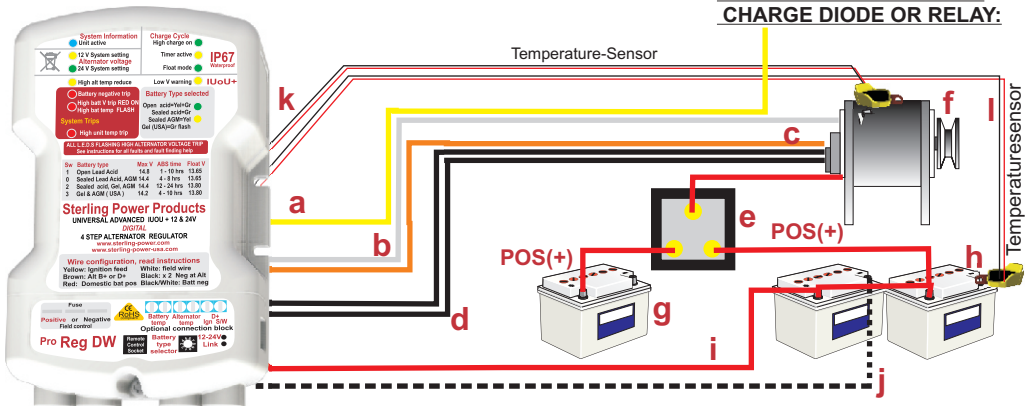 CHARGE DIODE OR RELAY:
System Information
Unit active
12 V System setting
Alternator voltage
24 V System setting
High alt temp reduce
Charge Cycle
High charge on
Timer active
Float mode
Low V warning
IP67
Waterproof
IUoU+
Battery negative trip
High batt V trip RED ON
High bat temp FLASH
System Trips
High unit temp trip
Battery Type selected
Open acid=Yel+Gr
Sealed acid=Gr
Sealed AGM=Yel
Gel (USA)=Gr flash
ALL L.E.D.S FLASHING HIGH ALTERNATOR VOLTAGE TRIP
See instructions for all faults and fault finding help
Sw Battery type Max V ABS time Float V
1 Open Lead Acid 14.8 1 - 10 hrs 13.65
0 Sealed Lead Acid, AGM 14.4 4 - 8 hrs 13.65
2 Sealed acid, Gel, AGM 14.4 12 - 24 hrs 13.80
3 Gel & AGM ( USA ) 14.2 4 - 10 hrs 13.80
Sterling Power Products
UNIVERSAL ADVANCED IUOU + 12 & 24V
DIGITAL
4 STEP ALTERNATOR REGULATOR
www.sterling-power.com
www.sterling-power-usa.com
Wire configuration, read instructions
Yellow: Ignition feed White: field wire
Brown: Alt B+ or D+ Black: x 2 Neg at Alt
Red: Domestic bat pos Black/White: Batt neg
Fuse
Positive or Negative
Field control
CE
RoHS
Battery temp
Alternator temp
D+
Ign S/W
Optional connection block
Pro Reg DW
Remote Control Socket
Battery type selector
12-24V
Link
Temperature-Sensor
k
a
b
c
d
e
f
l
Temperaturesensor
POS(+)
POS(+)
g
h
i
j